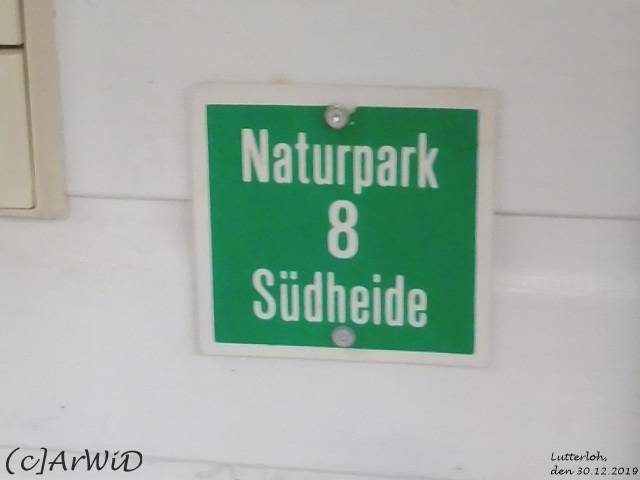 Naturpark
8
Südheide
(c]ArWiD
Lutterloh,
den 30.12.2019